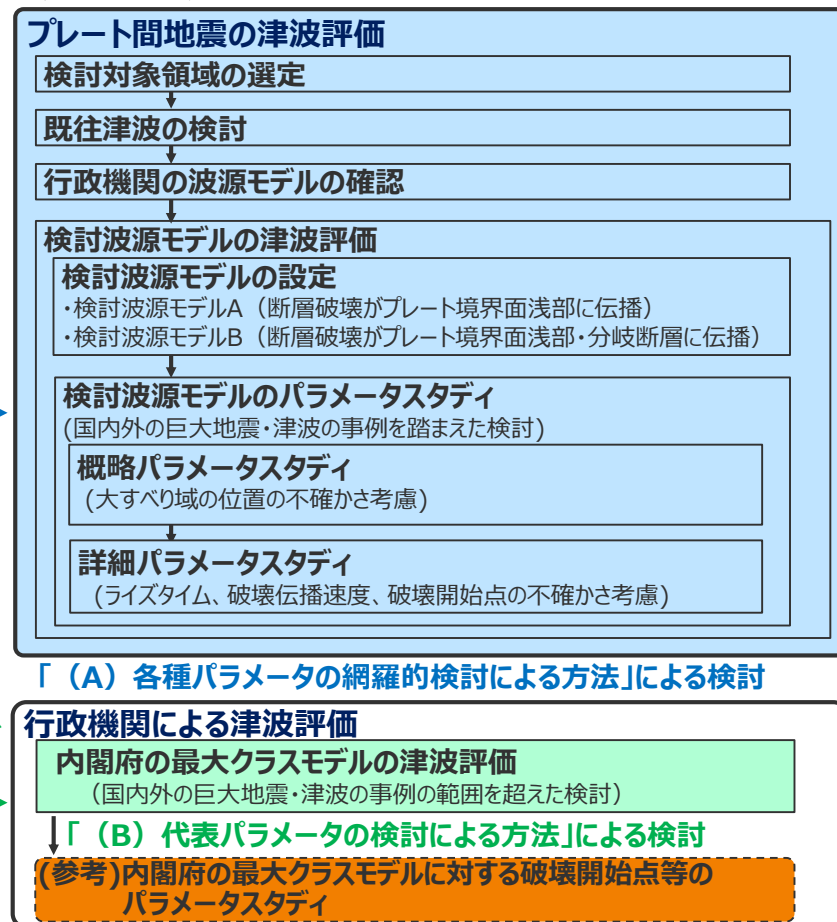 プレート間地震の津波評価
検討対象領域の選定
既往津波の検討
行政機関の波源モデルの確認
検討波源モデルの津波評価
検討波源モデルの設定
・検討波源モデルA（断層破壊がプレート境界面浅部に伝播）
・検討波源モデルB（断層破壊がプレート境界面浅部・分岐断層に伝播）
検討波源モデルのパラメータスタディ
(国内外の巨大地震・津波の事例を踏まえた検討)
概略パラメータスタディ
(大すべり域の位置の不確かさ考慮)
詳細パラメータスタディ
(ライズタイム、破壊伝播速度、破壊開始点の不確かさ考慮)
「（A）各種パラメータの網羅的検討による方法」による検討
行政機関による津波評価
内閣府の最大クラスモデルの津波評価
（国内外の巨大地震・津波の事例の範囲を超えた検討）
「（B）代表パラメータの検討による方法」による検討
(参考)内閣府の最大クラスモデルに対する破壊開始点等の
パラメータスタディ